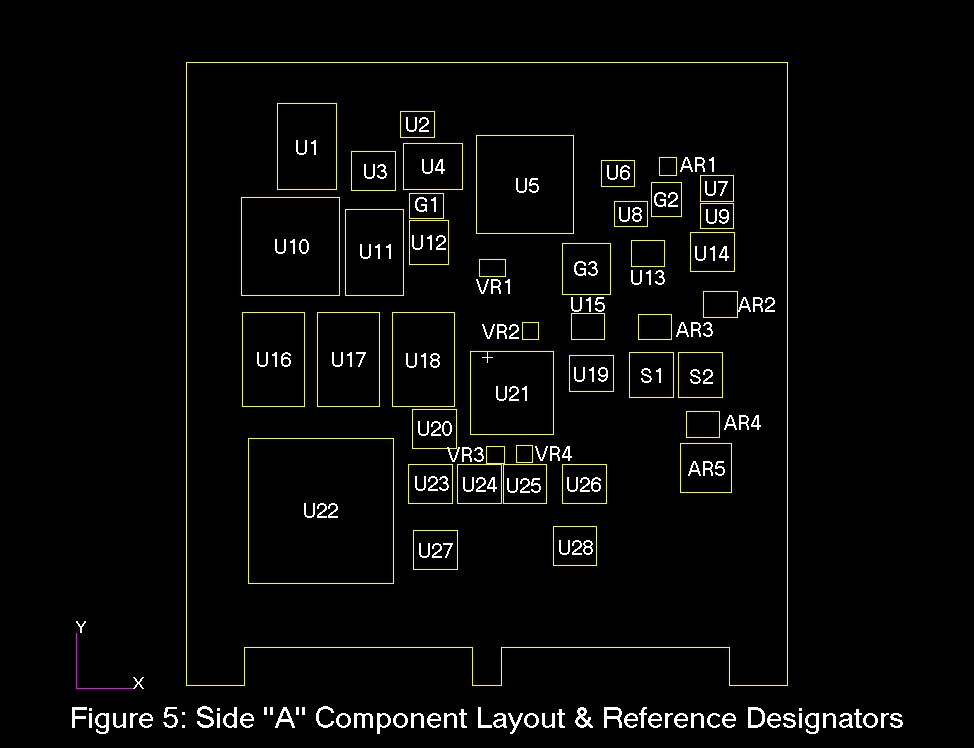 U2
U1
U4
AR1
U3
U6
U5
U7
G2
G1
U8
U9
U12
U10
U11
U14
G3
U13
VR1
U15
AR2
VR2
AR3
U16
U17
U18
U19
S1
S2
U21
U20
AR4
VR3
VR4
AR5
U23
U24
U25
U26
U22
U27
U28
Y
X
Figure 5: Side "A" Component Layout & Reference Designators